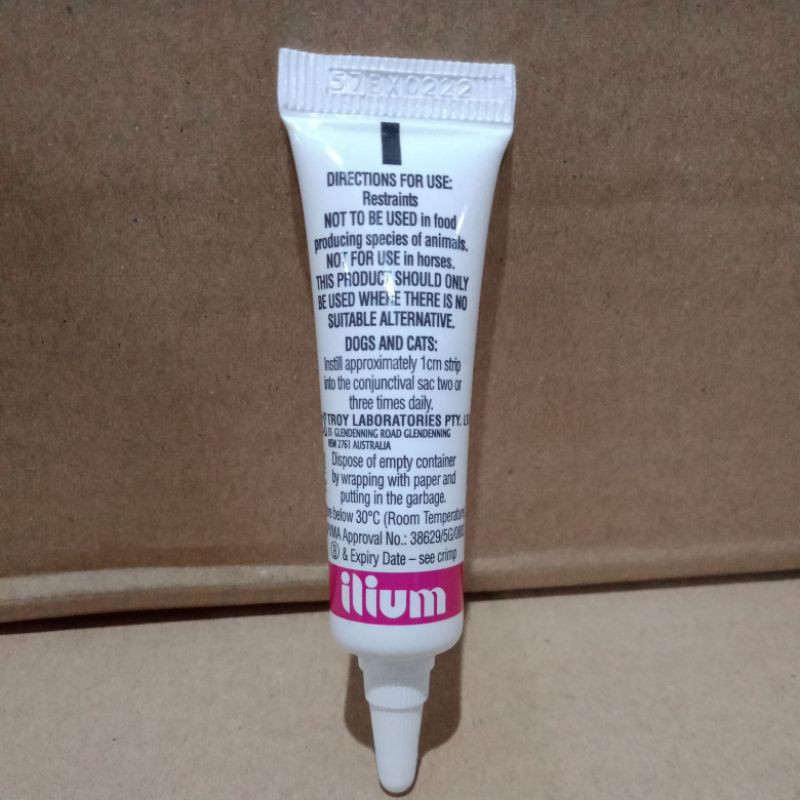 57EX0222
DIRECTIONS FOR USE:
Restraints
NOT TO BE USED in food
producing species of animals.
NOT FOR USE in horses.
THIS PRODUCT SHOULD ONLY
BE USED WHERE THERE IS NO
SUITABLE ALTERNATIVE.
DOGS AND CATS:
Instill approximately 1cm strip
into the conjunctival sac two or
three times daily.
TROY LABORATORIES PTY.
GLENDENNING ROAD GLENDENNING
NSW 2761 AUSTRALIA
Dispose of empty container
by wrapping with paper and
putting in the garbage.
below 30°C (Room Temperature
Approval No.: 38629/5G/
Ⓑ & Expiry Date – see crimp
ilium